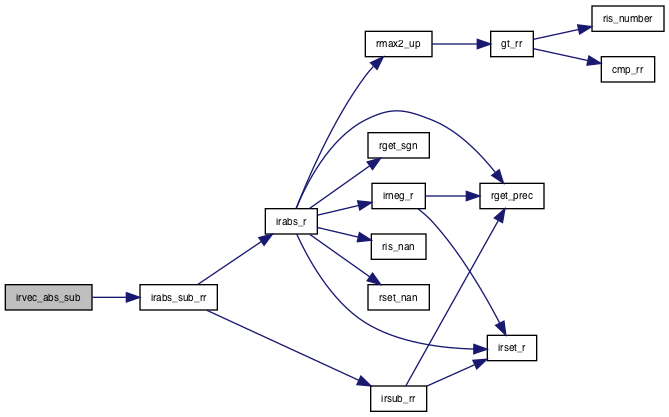 ris_number
rmax2_up
gt_rr
cmp_rr
rget_sgn
irneg_r
rget_prec
irabs_r
ris_nan
irvec_abs_sub
irabs_sub_rr
rset_nan
irset_r
irsub_rr